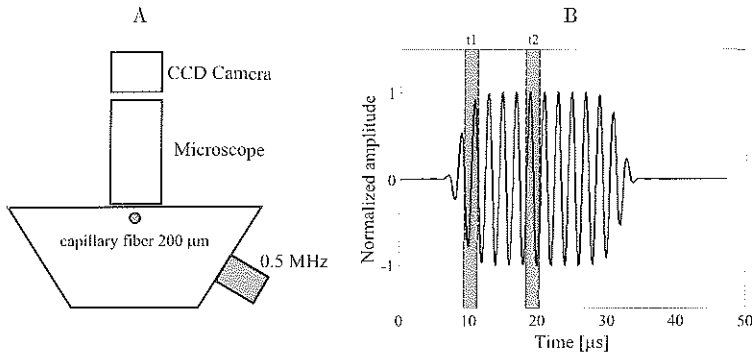 A
CCD Camera
Microscope
capillary fiber 200 μm
0.5 MHz
B
t1 t2
1
0
-1
Normalized amplitude
0 10 20 30 40 50
Time [μs]